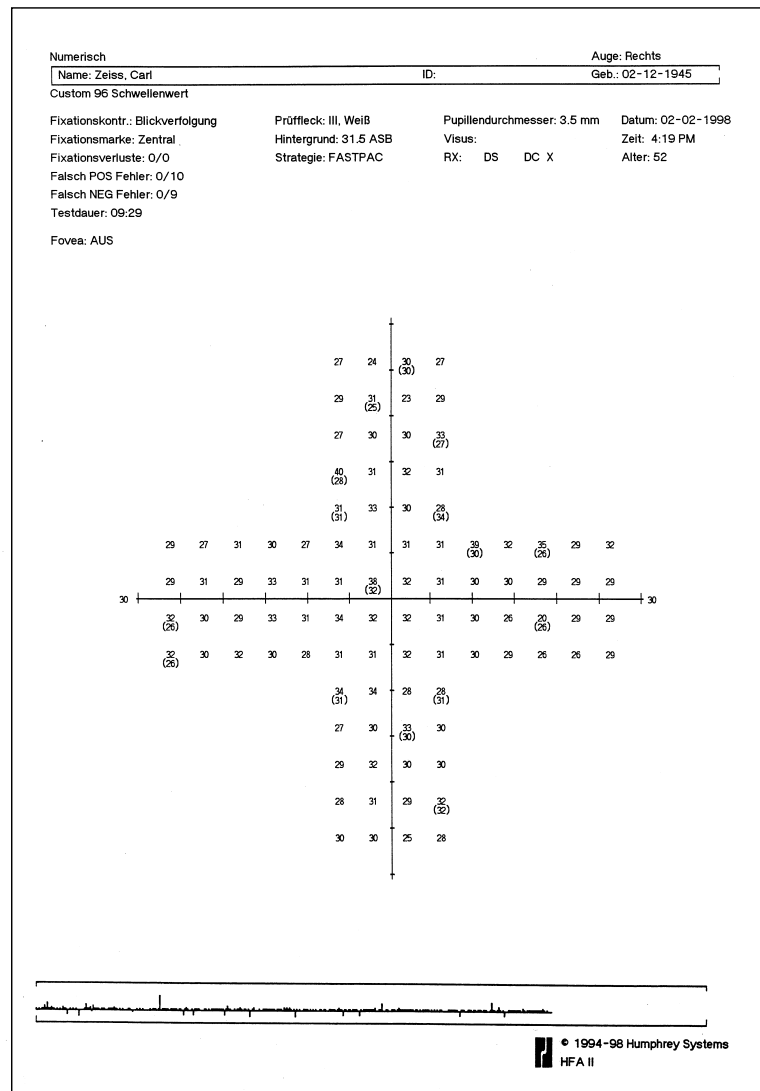 Numerisch Auge: Rechts
Name: Zeiss, Carl ID: Geb.: 02-12-1945
Custom 96 Schwellenwert
Fixationskontr.: Blickverfolgung Prüffleck: III, Weiß Pupillendurchmesser: 3.5 mm Datum: 02-02-1998
Fixationsmarke: Zentral Hintergrund: 31.5 ASB Visus: Zeit: 4:19 PM
Fixationsverluste: 0/0 Strategie: FASTPAC RX: DS DC X Alter: 52
Falsch POS Fehler: 0/10
Falsch NEG Fehler: 0/9
Testdauer: 09:29
Fovea: AUS
27 24 30 27
(30)
29 31 23 29
(25)
27 30 30 33
(27)
40 31 32 31
(28)
31 33 30 28
(31) (34)
29 27 31 30 27 34 31 31 31 39 32 35 29 32
(30) (26)
29 31 29 33 31 31 38 32 31 30 30 29 29 29
(32)
30 30
32 30 29 33 31 34 32 32 31 30 26 20 29 29
(26) (26)
32 30 32 30 28 31 31 32 31 30 29 26 26 29
(26)
34 34 28 28
(31) (31)
27 30 33 30
(30)
29 32 30 30
28 31 29 32
(32)
30 30 25 28
© 1994-98 Humphrey Systems
HFA II